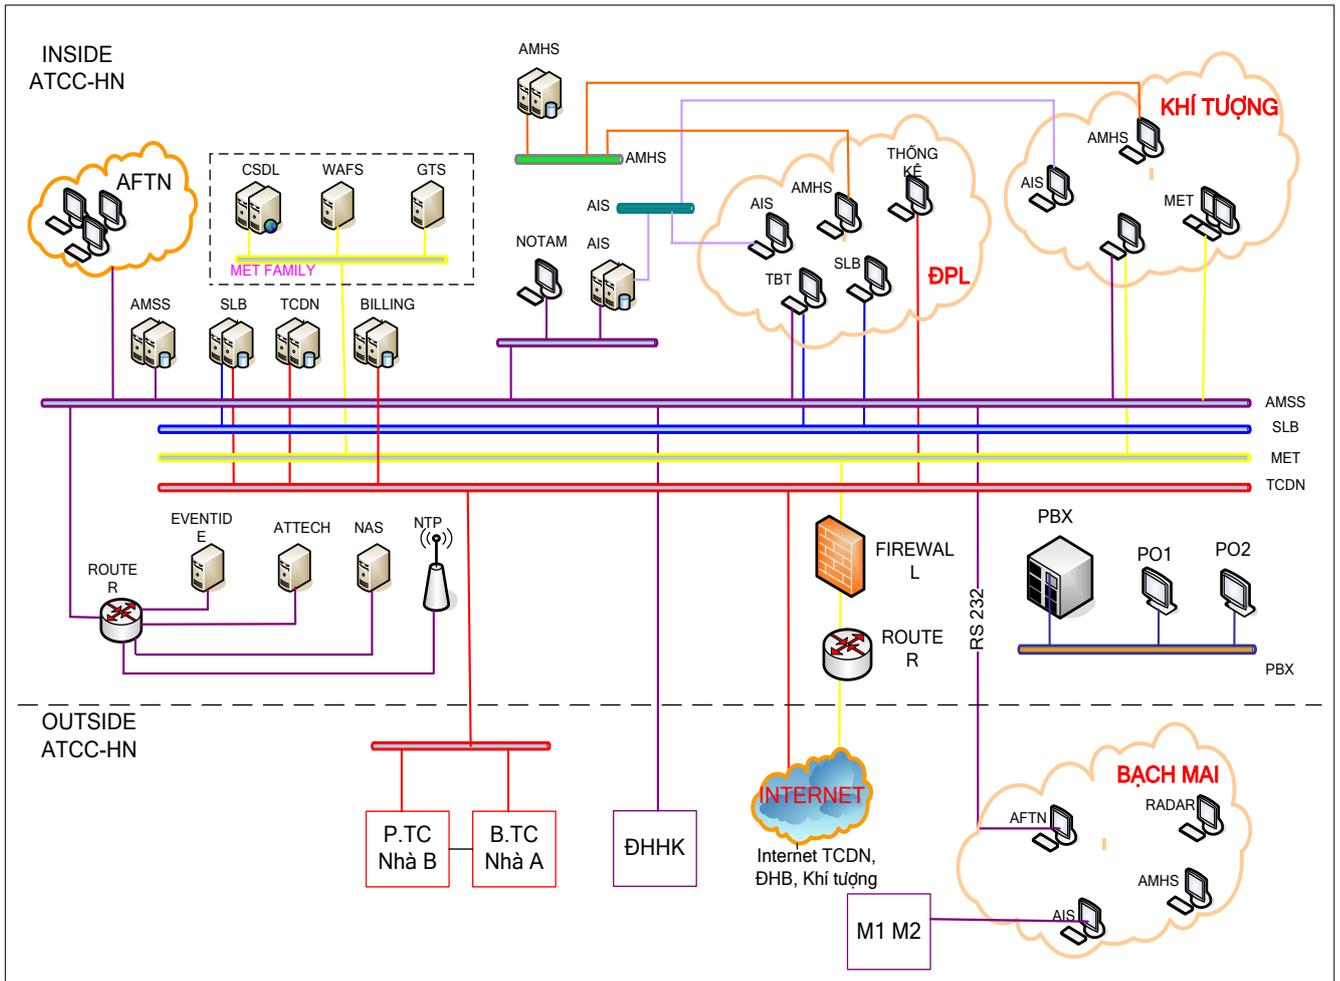 INSIDE
ATCC-HN
AMHS
KHÍ TƯỢNG
AMHS
AMHS
THỐNG
KÊ
AFTN
CSDL
WAFS
GTS
AMHS
AIS
MET
AIS
AIS
NOTAM
AIS
MET FAMILY
TBT
SLB
ĐPL
AMSS
SLB
TCDN
BILLING
AMSS
SLB
MET
TCDN
EVENTID
E
ATTECH
NAS
NTP
ROUTE
R
FIREWAL
L
PBX
PO1
PO2
RS 232
ROUTE
R
PBX
OUTSIDE
ATCC-HN
BẠCH MAI
INTERNET
RADAR
AFTN
P.TC
Nhà B
B.TC
Nhà A
ĐHHK
Internet TCDN,
ĐHB, Khí tượng
AMHS
AIS
M1 M2